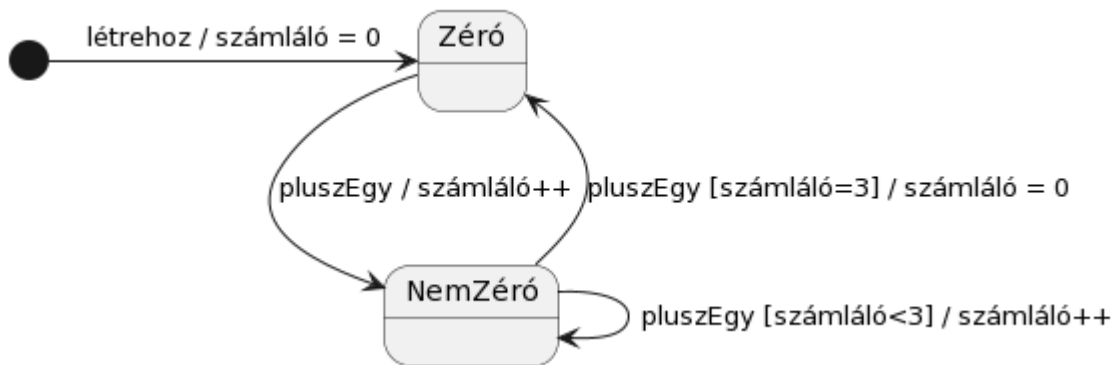 létrehoz / számláló = 0
Zéró
pluszEgy / számláló++
pluszEgy [számláló=3] / számláló = 0
NemZéró
pluszEgy [számláló<3] / számláló++